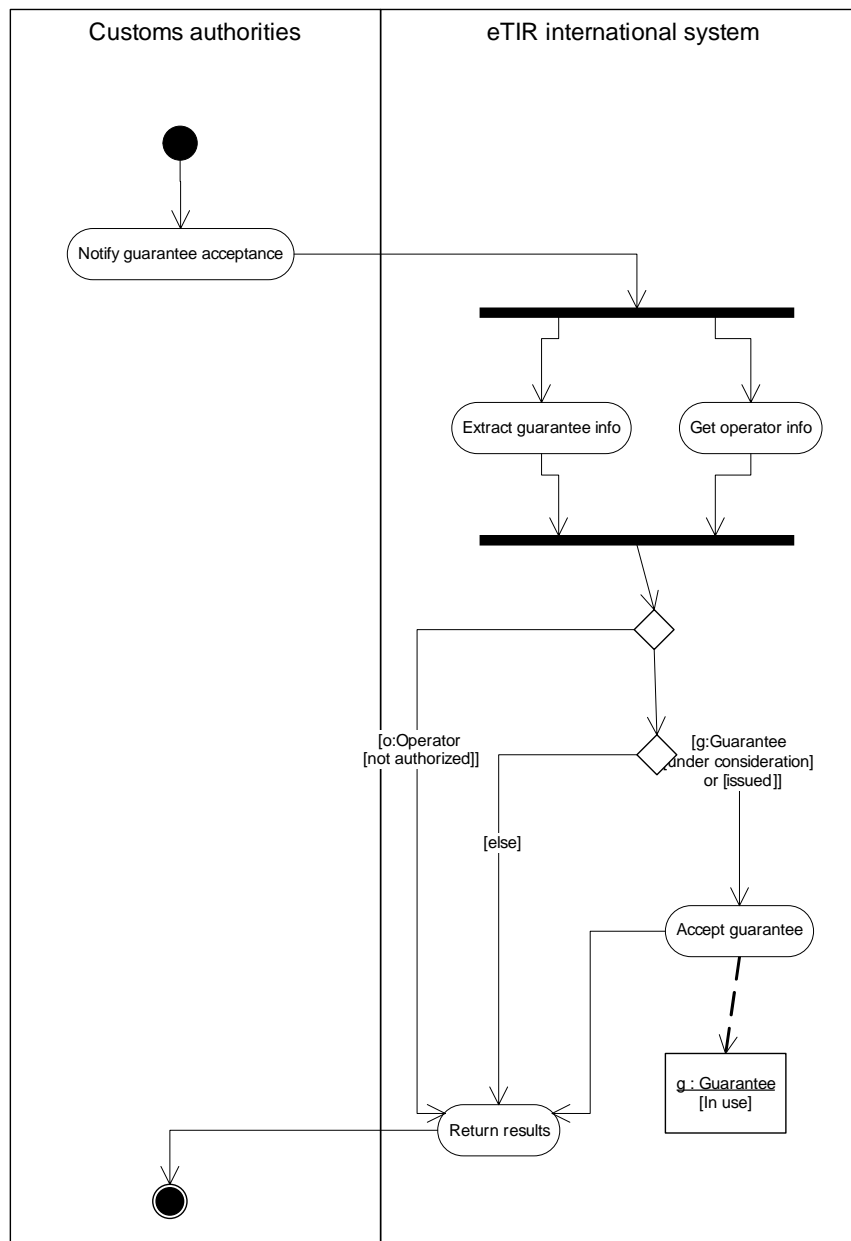 Customs authorities
eTIR international system
Notify guarantee acceptance
Extract guarantee info
Get operator info
[o:Operator
[not authorized]]
[g:Guarantee
[under consideration]
or [issued]]
[else]
Accept guarantee
g : Guarantee
[In use]
Return results